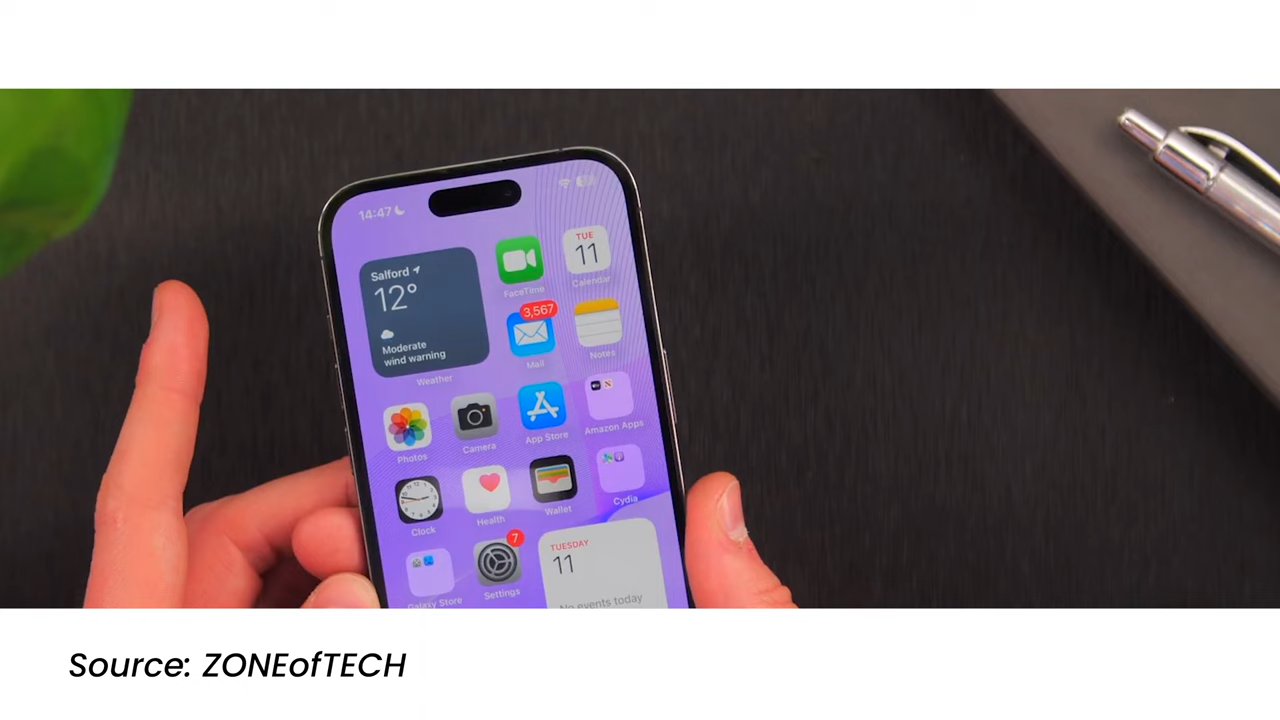 14:47
Salford
12°
Moderate
wind warning
Weather
FaceTime
TUE
11
Calendar
3,567
Mail
Notes
Photos
Camera
App Store
Amazon Apps
Clock
Health
Wallet
Cydia
Galaxy Store
7
Settings
TUESDAY
11
No events today
Source: ZONEofTECH